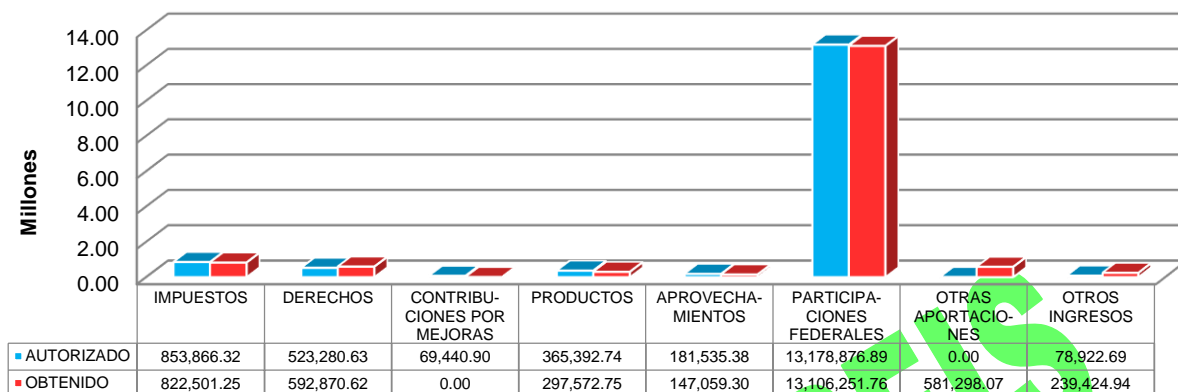 Millones
14.00
12.00
10.00
8.00
6.00
4.00
2.00
0.00
IMPUESTOS DERECHOS CONTRIBU- PRODUCTOS APROVECHA- PARTICIPA- OTRAS OTROS
CIONES POR MIENTOS CIONES APORTACIO- INGRESOS
MEJORAS FEDERALES NES
AUTORIZADO 853,866.32 523,280.63 69,440.90 365,392.74 181,535.38 13,178,876.89 0.00 78,922.69
OBTENIDO 822,501.25 592,870.62 0.00 297,572.75 147,059.30 13,106,251.76 581,298.07 239,424.94